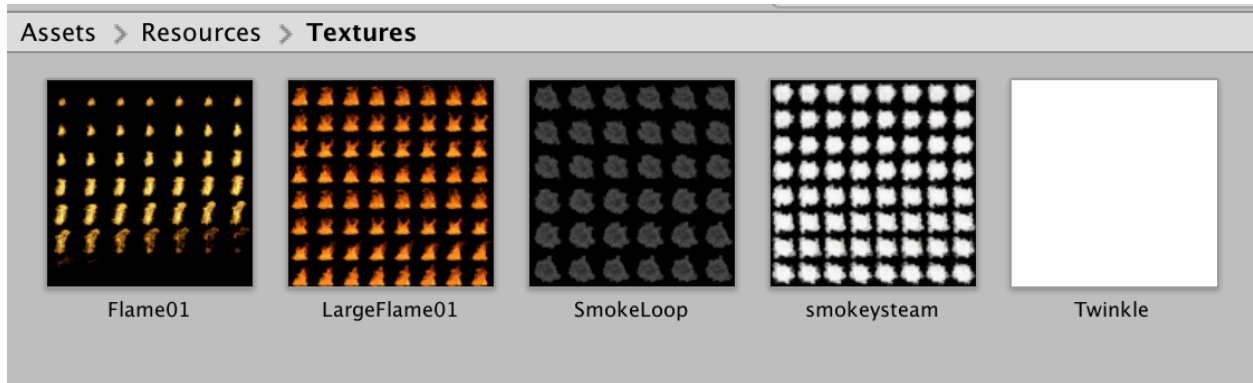 Assets > Resources > Textures
Flame01
LargeFlame01
SmokeLoop
smokeysteam
Twinkle